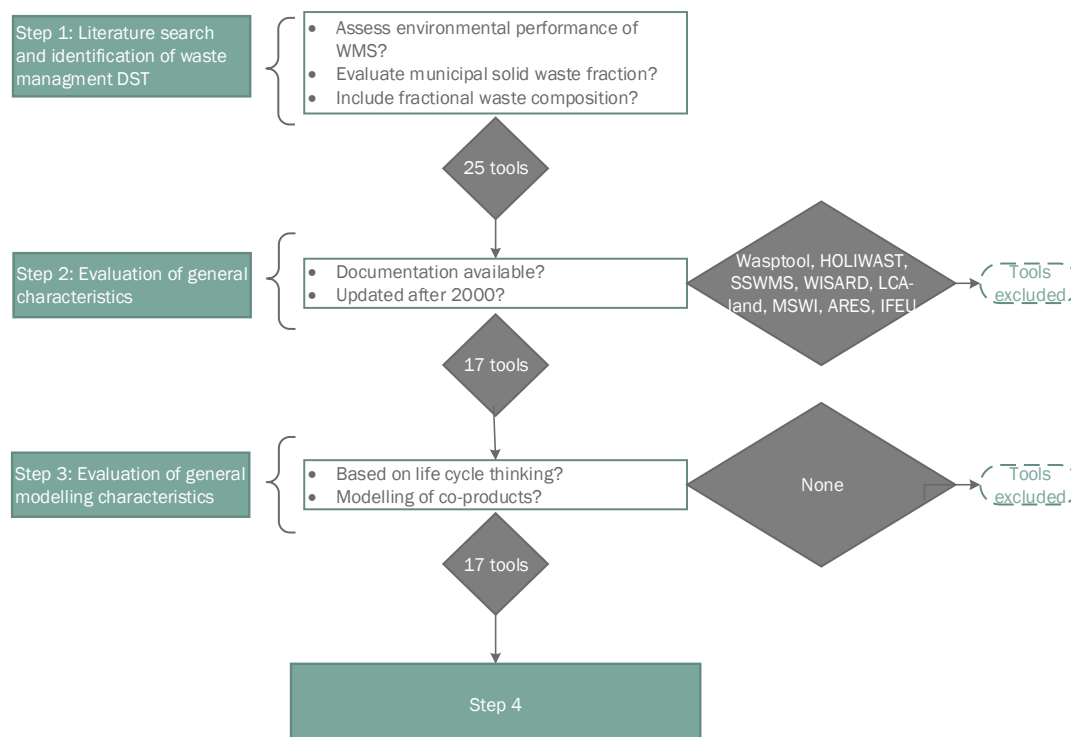 Step 1: Literature search
and identification of waste
managment DST
• Assess environmental performance of
WMS?
• Evaluate municipal solid waste fraction?
• Include fractional waste composition?
25 tools
Step 2: Evaluation of general
characteristics
• Documentation available?
• Updated after 2000?
Wasptool, HOLIWAST,
SSWMS, WISARD, LCA-
land, MSWI, ARES, IFEU
Tools
excluded
17 tools
Step 3: Evaluation of general
modelling characteristics
• Based on life cycle thinking?
• Modelling of co-products?
None
Tools
excluded
17 tools
Step 4